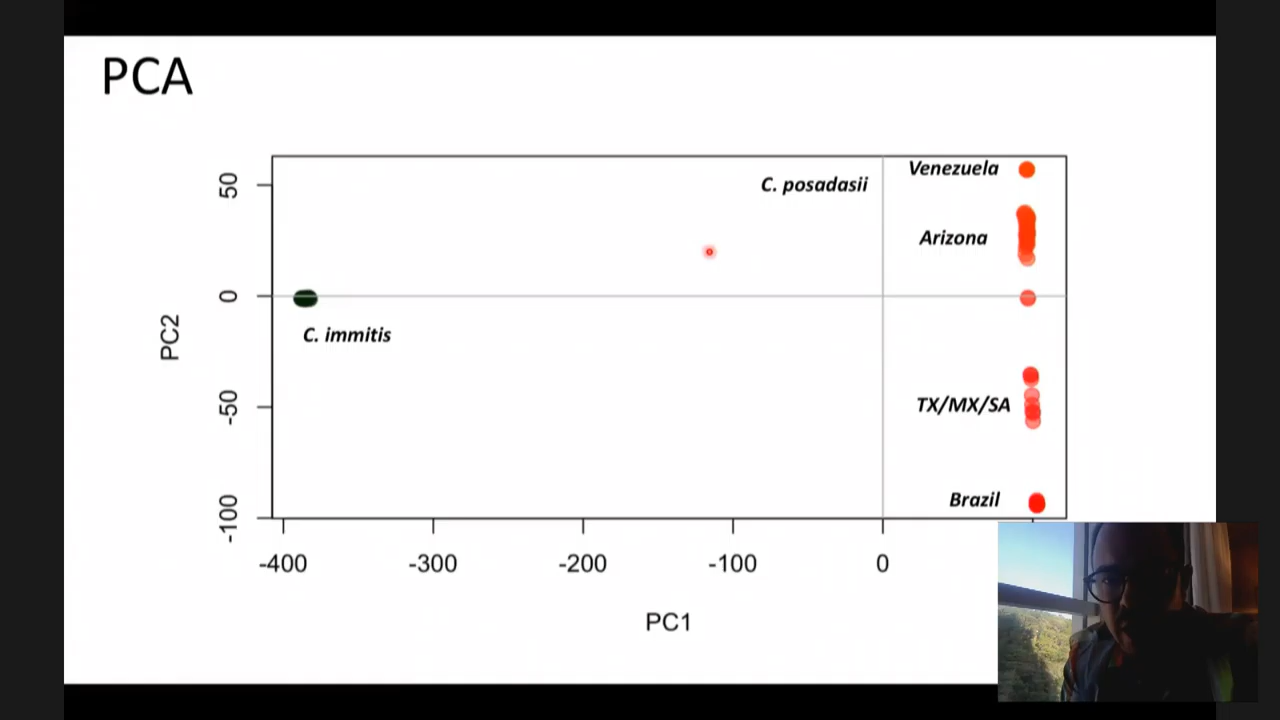 PCA
Venezuela
C. posadasii
Arizona
C. immitis
TX/MX/SA
Brazil
50
0
-50
-100
PC2
-400
-300
-200
-100
0
PC1